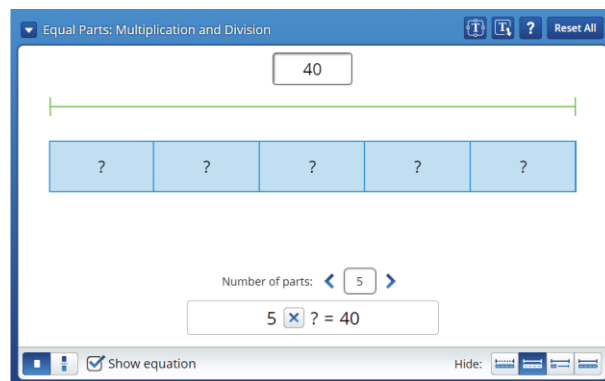 Equal Parts: Multiplication and Division T T ? Reset All
40
? ? ? ? ?
Number of parts: 5
5 × ? = 40
Show equation Hide: